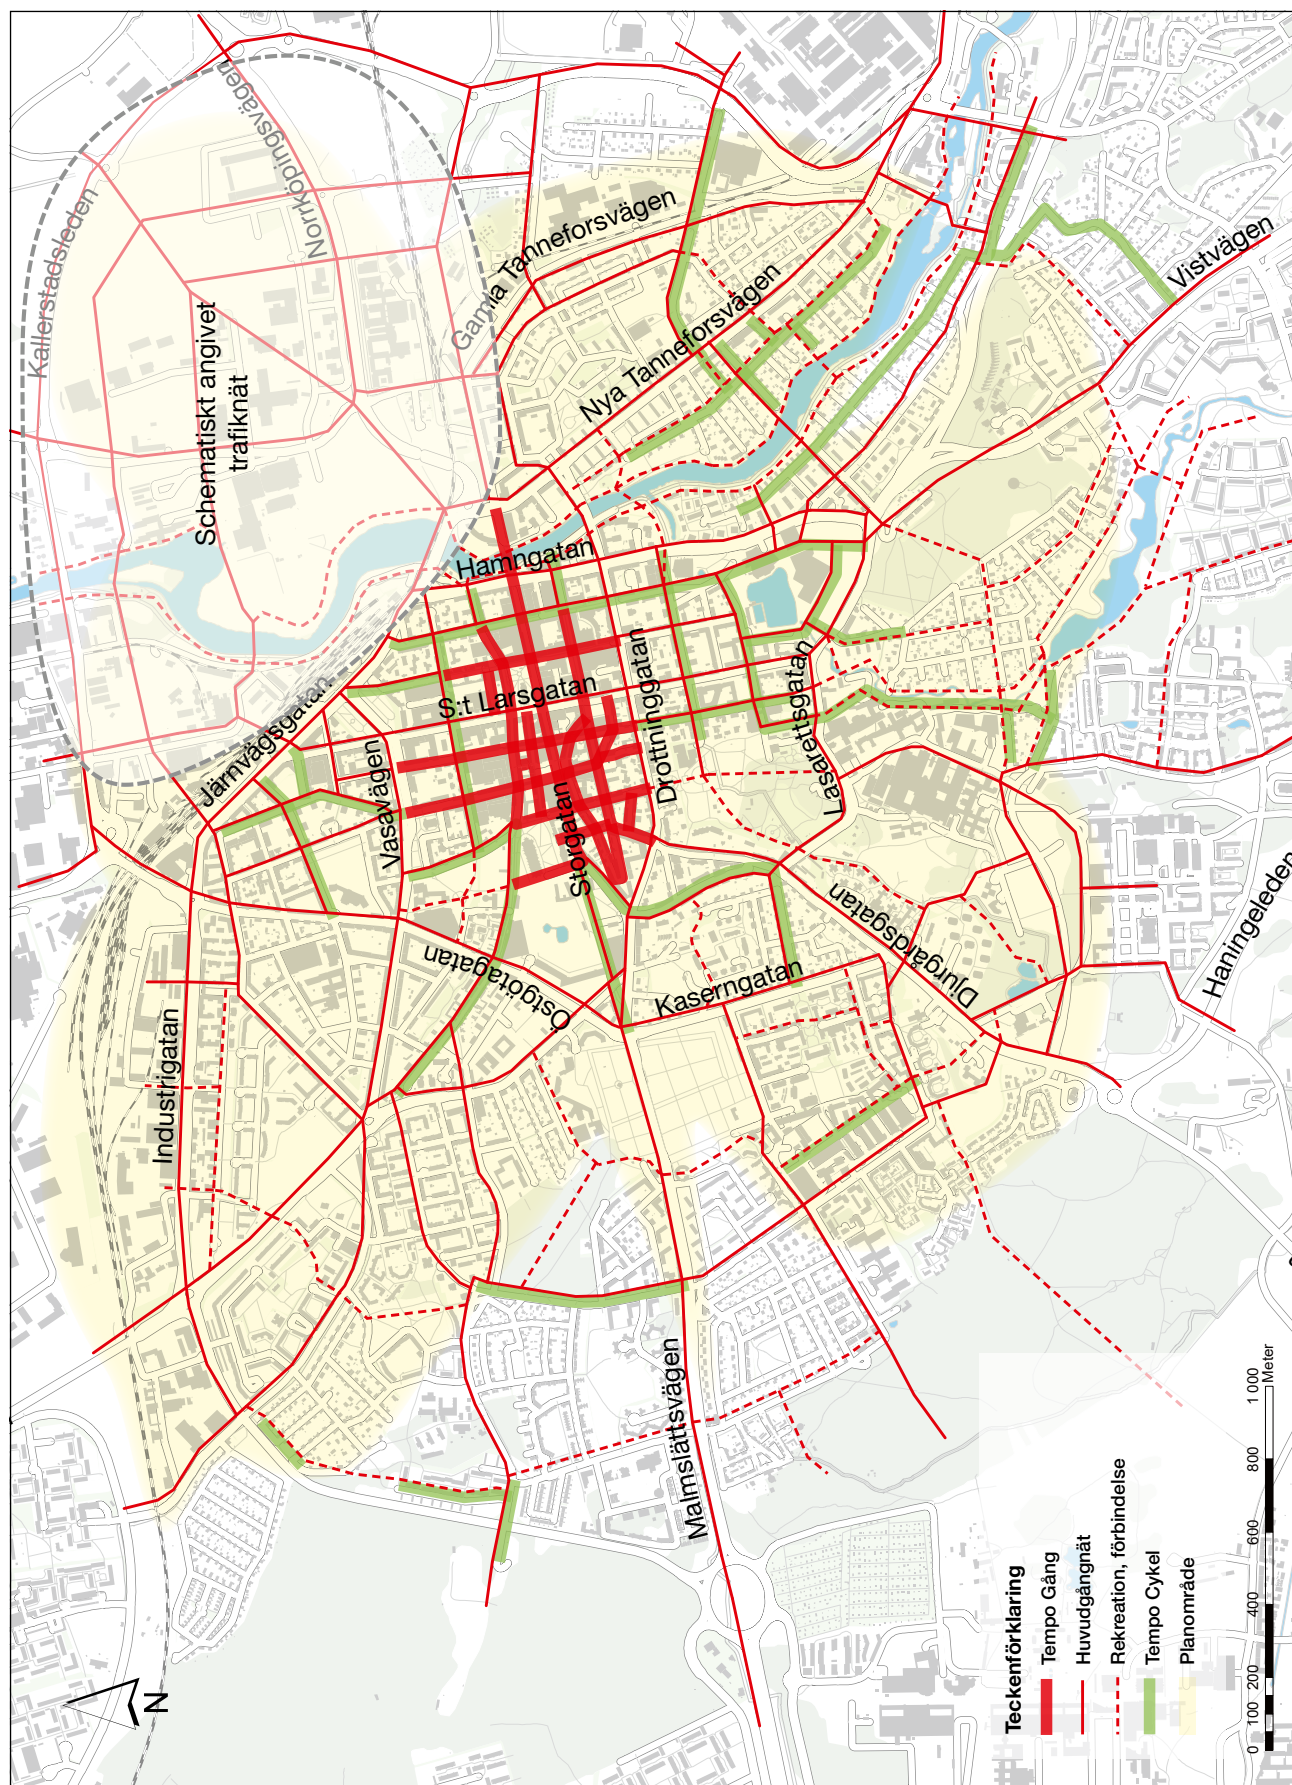 Kallerstadsleden
Norrköpingsvägen
Schematiskt angivet
trafiknät
Gamla Tanneforsvägen
Nya Tanneforsvägen
Vistvägen
Hamngatan
S:t Larsgatan
Drottninggatan
Lasarettsgatan
Järnvägsgatan
Vasavägen
Storgatan
Östgötagatan
Kaserngatan
Djurgårdsgatan
Haningeleden
Industrigatan
Malmslättsvägen
N
Teckenförklaring
Tempo Gång
Huvudgångnät
Rekreation, förbindelse
Tempo Cykel
Planområde
0 100 200 400 600 800 1 000
Meter